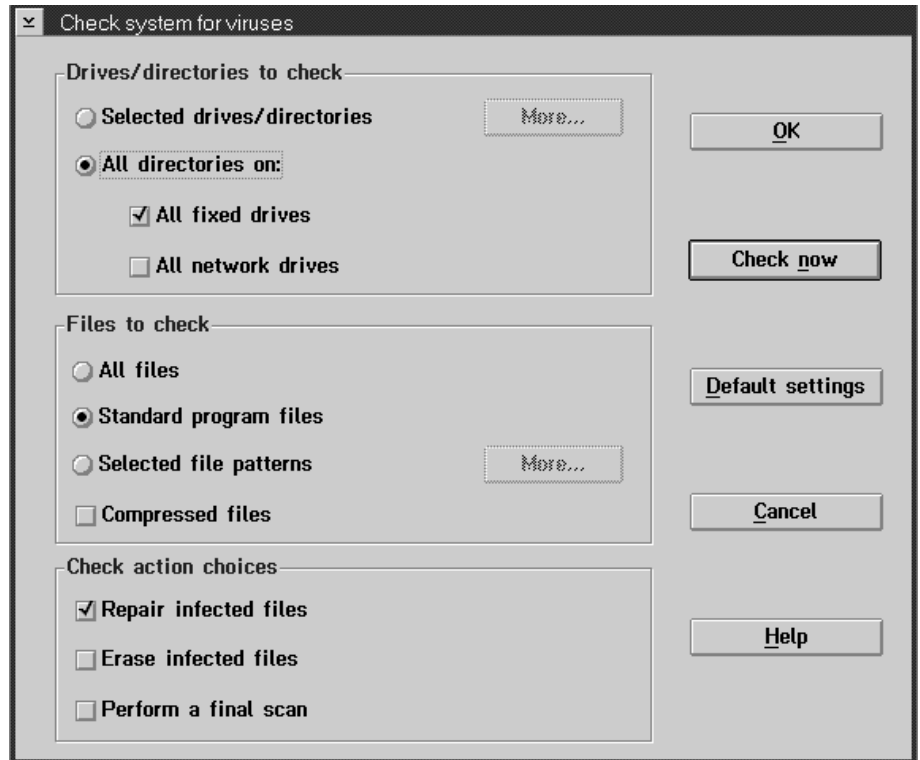 Check system for viruses
Drives/directories to check
Selected drives/directories
More...
All directories on:
All fixed drives
All network drives
Files to check
All files
Standard program files
Selected file patterns
More...
Compressed files
Check action choices
Repair infected files
Erase infected files
Perform a final scan
OK
Check now
Default settings
Cancel
Help